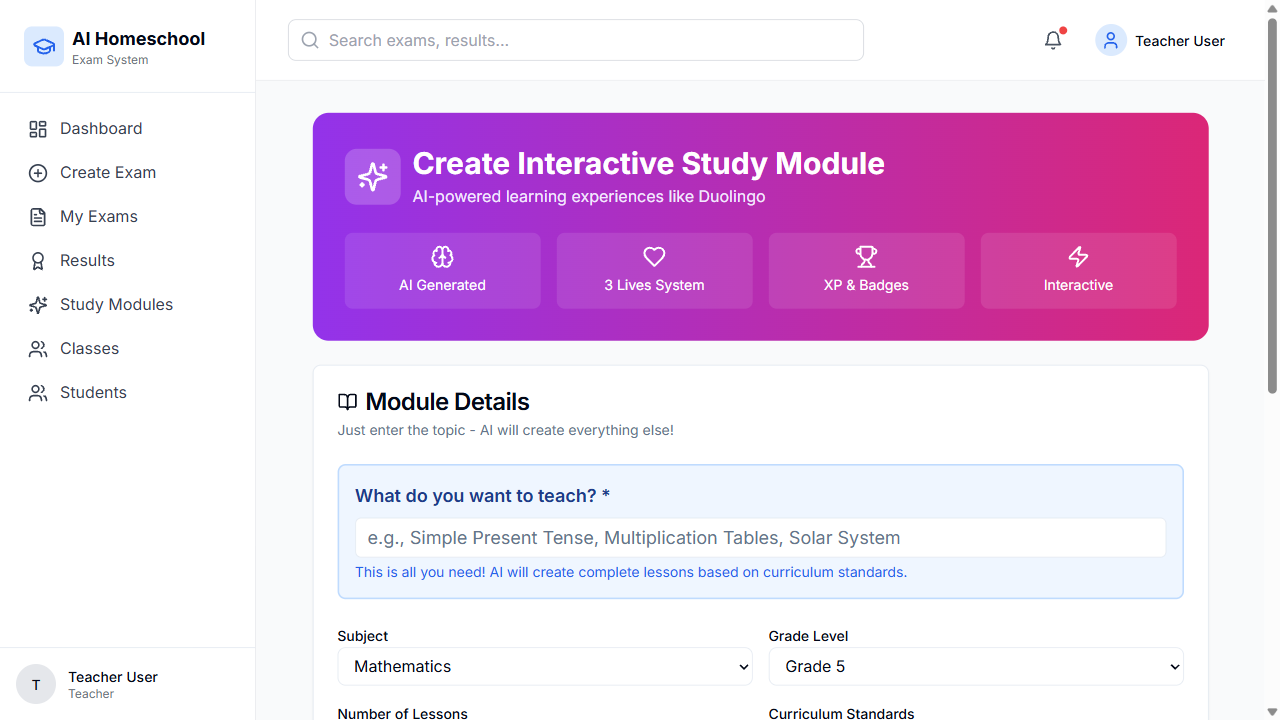 AI Homeschool
Exam System
Search exams, results...
Teacher User
Dashboard
Create Exam
My Exams
Results
Study Modules
Classes
Students
T
Teacher User
Teacher
Create Interactive Study Module
AI-powered learning experiences like Duolingo
AI Generated
3 Lives System
XP & Badges
Interactive
Module Details
Just enter the topic - AI will create everything else!
What do you want to teach? *
e.g., Simple Present Tense, Multiplication Tables, Solar System
This is all you need! AI will create complete lessons based on curriculum standards.
Subject
Grade Level
Mathematics
Grade 5
Number of Lessons
Curriculum Standards